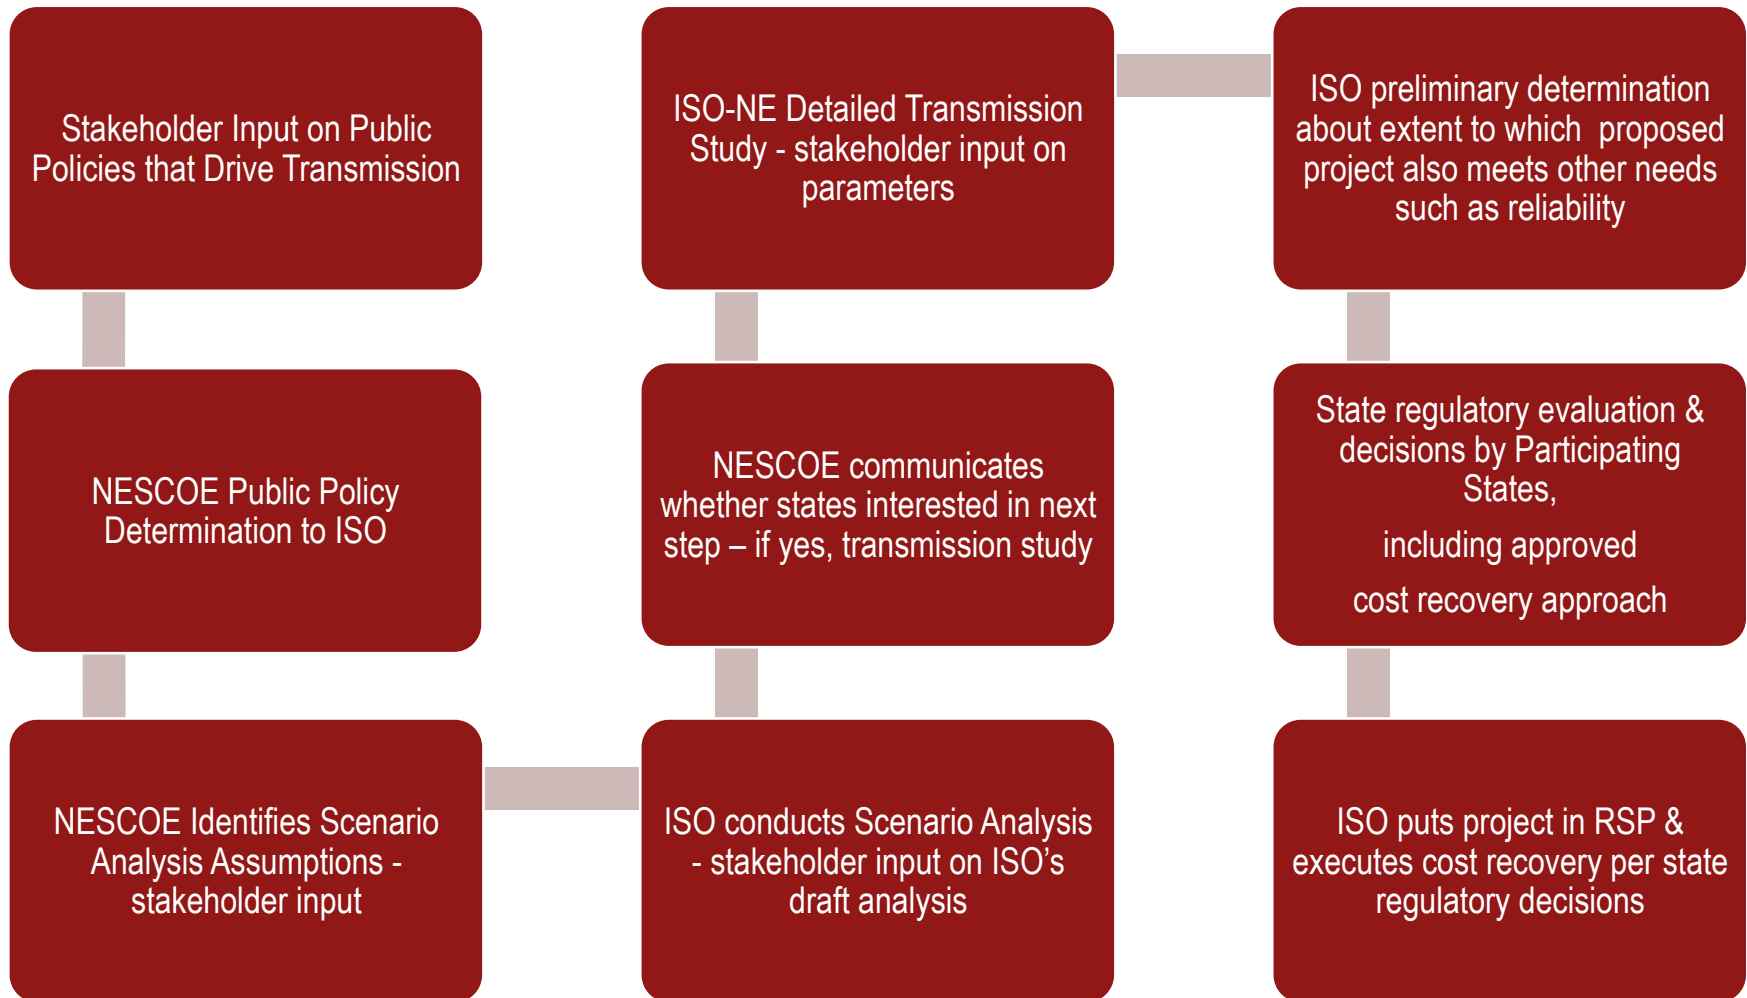 Stakeholder Input on Public
Policies that Drive Transmission
NESCOE Public Policy
Determination to ISO
NESCOE Identifies Scenario
Analysis Assumptions -
stakeholder input
ISO conducts Scenario Analysis
- stakeholder input on ISO’s
draft analysis
NESCOE communicates
whether states interested in next
step – if yes, transmission study
ISO-NE Detailed Transmission
Study - stakeholder input on
parameters
ISO preliminary determination
about extent to which  proposed
project also meets other needs
such as reliability
State regulatory evaluation &
decisions by Participating
States,
including approved
cost recovery approach
ISO puts project in RSP &
executes cost recovery per state
regulatory decisions